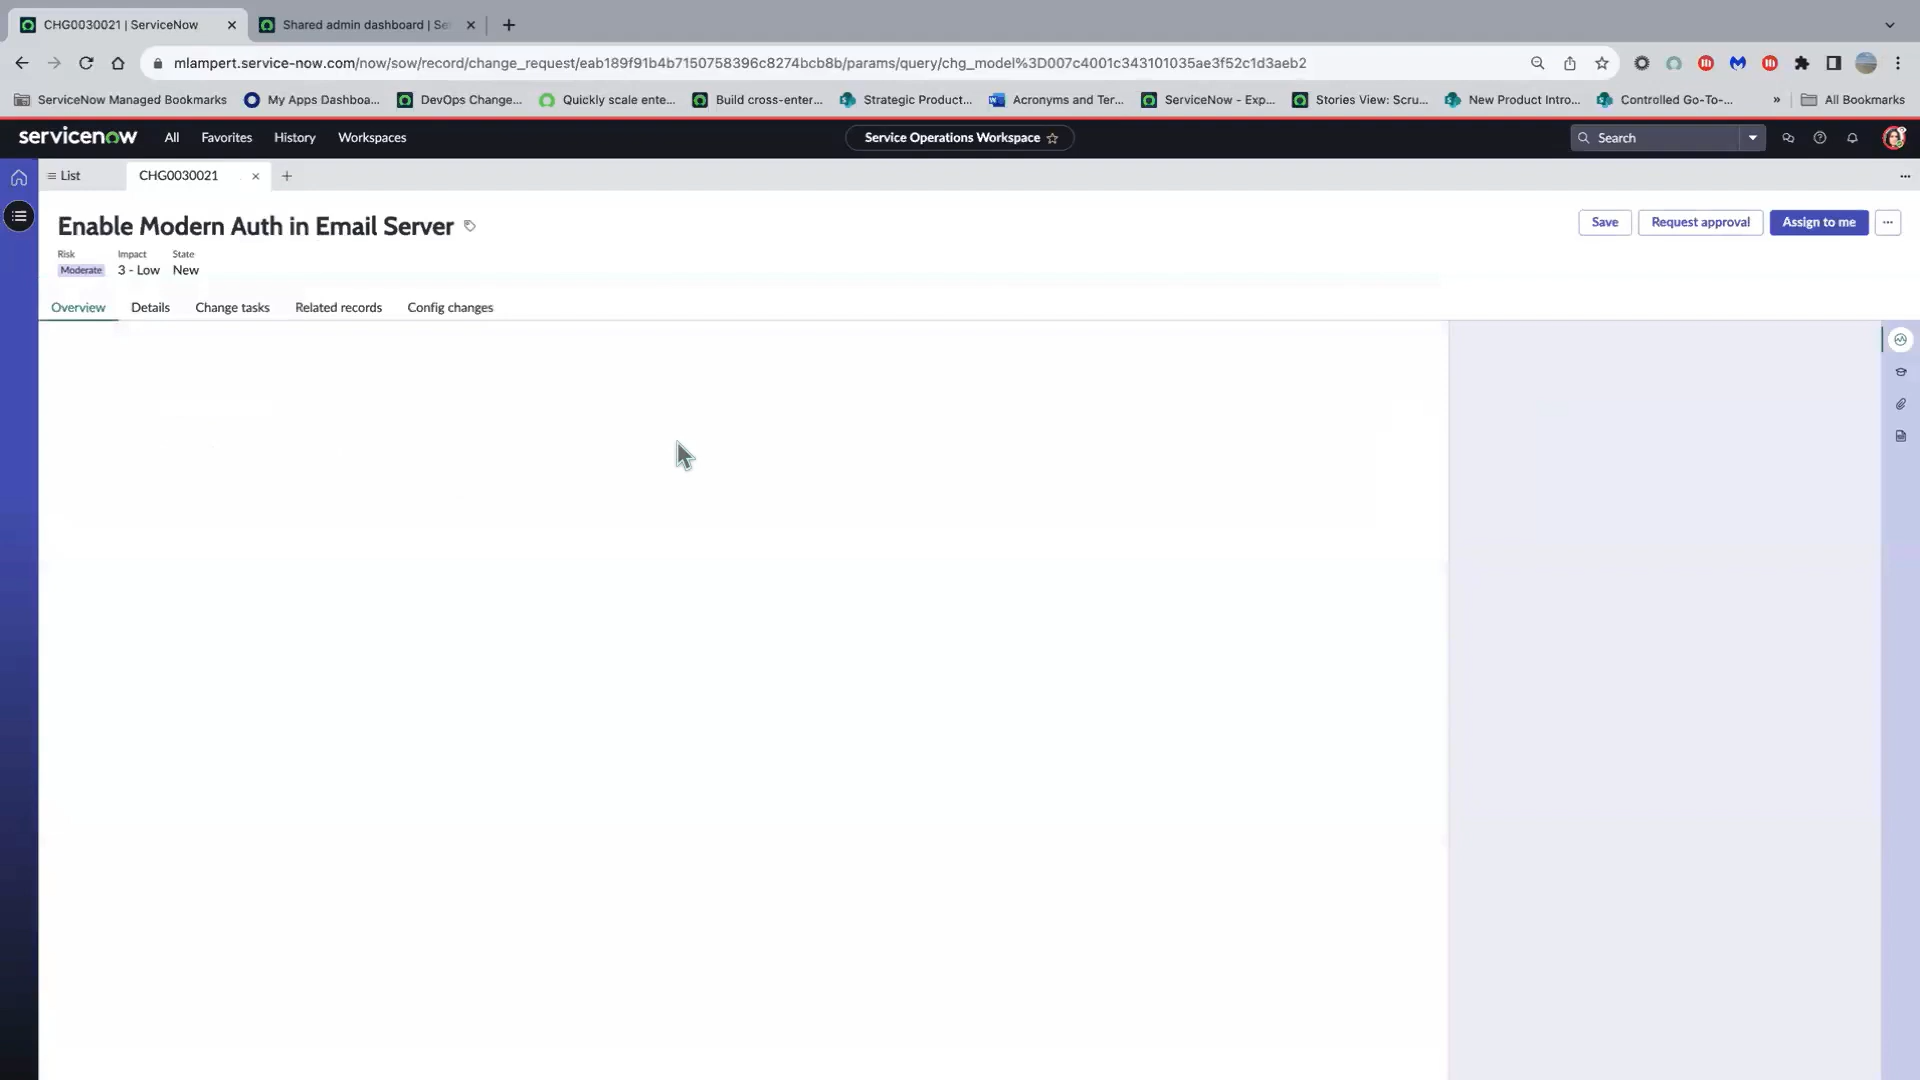 CHG0030021 | ServiceNow
Shared admin dashboard | Se
mlampert.service-now.com/now/sow/record/change_request/eab189f91b4b7150758396c8274bcb8b/params/query/chg_model%3D007c4001c343101035ae3f52c1d3aeb2
ServiceNow Managed Bookmarks
My Apps Dashboa...
DevOps Change...
Quickly scale ente...
Build cross-enter...
Strategic Product...
Acronyms and Ter...
ServiceNow - Exp...
Stories View: Scru...
New Product Intro...
Controlled Go-To-...
»
All Bookmarks
servicenow
All
Favorites
History
Workspaces
Service Operations Workspace
Search
List
CHG0030021
Enable Modern Auth in Email Server
Save
Request approval
Assign to me
Risk
Impact
State
Moderate
3 - Low
New
Overview
Details
Change tasks
Related records
Config changes